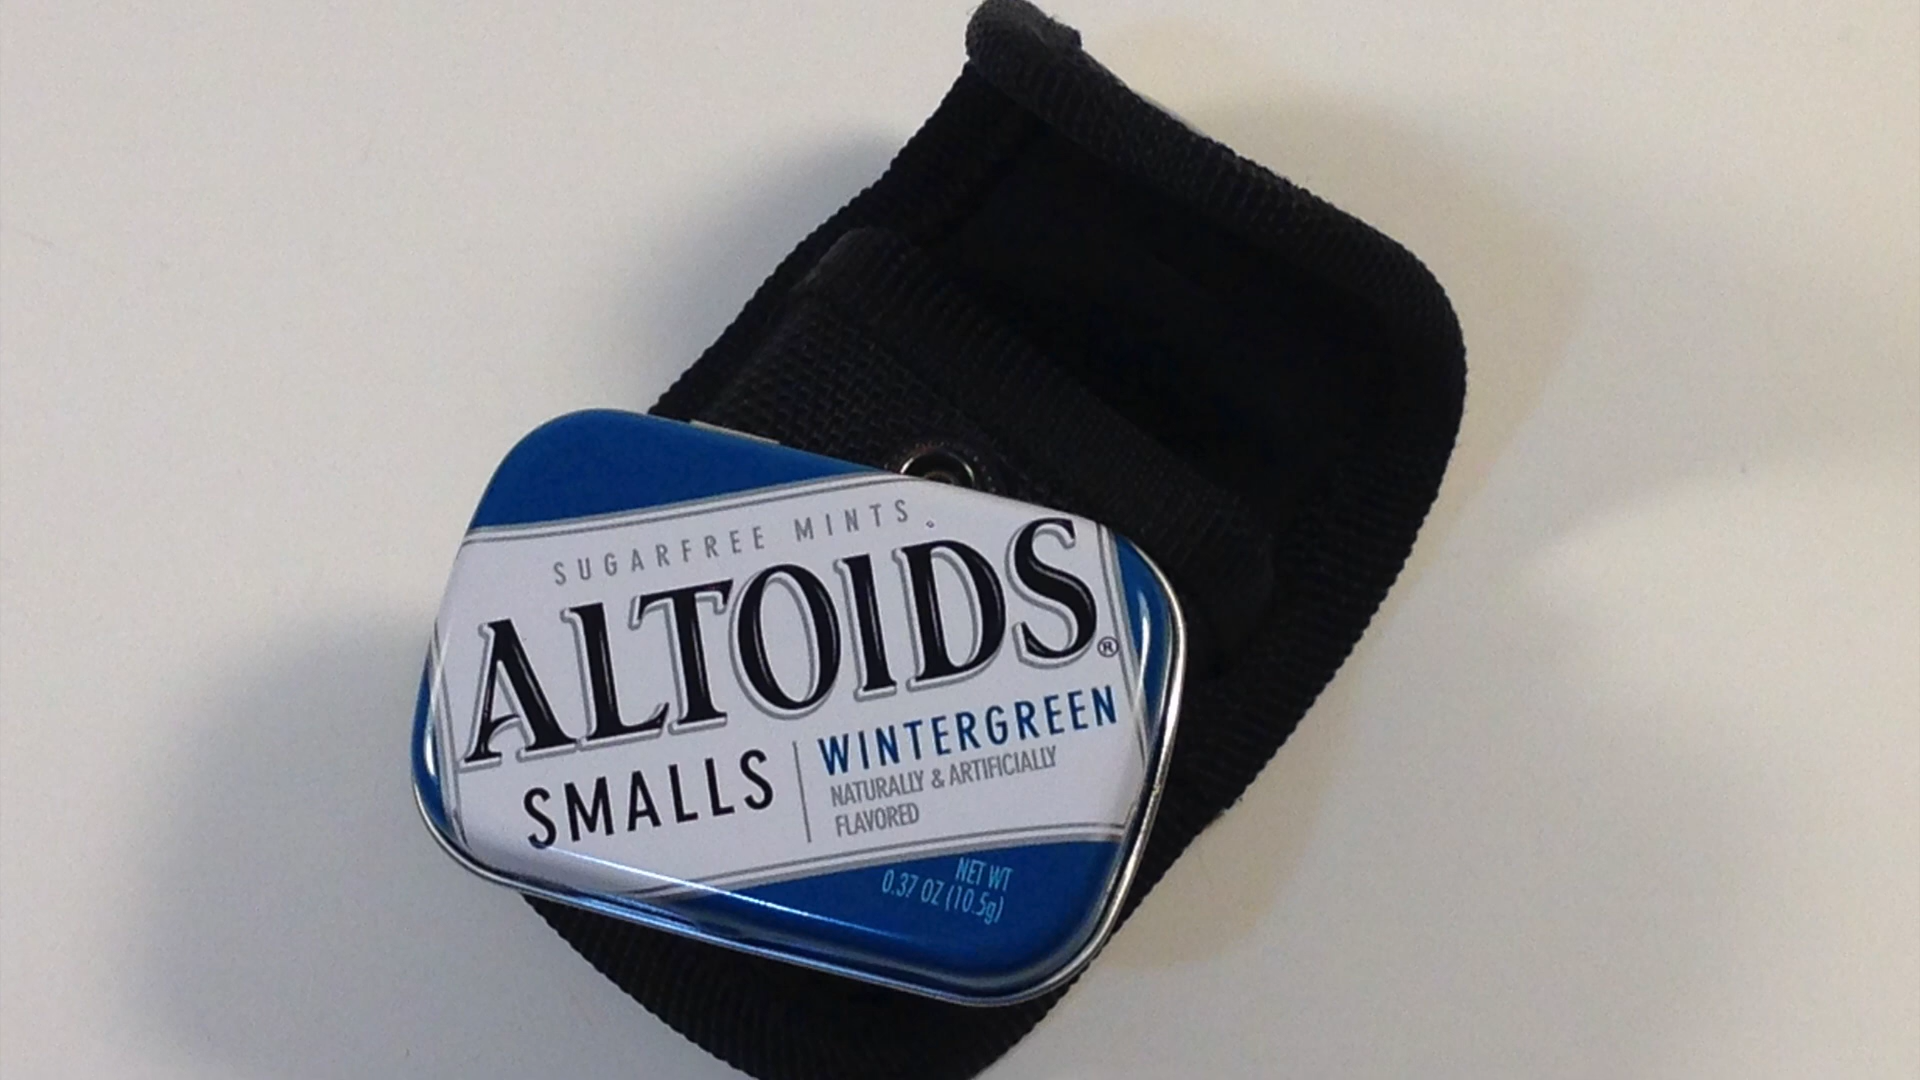 SUGARFREE MINTS.
ALTOIDS®
SMALLS
WINTERGREEN
NATURALLY & ARTIFICIALLY
FLAVORED
NET WT
0.37 OZ (10.5g)